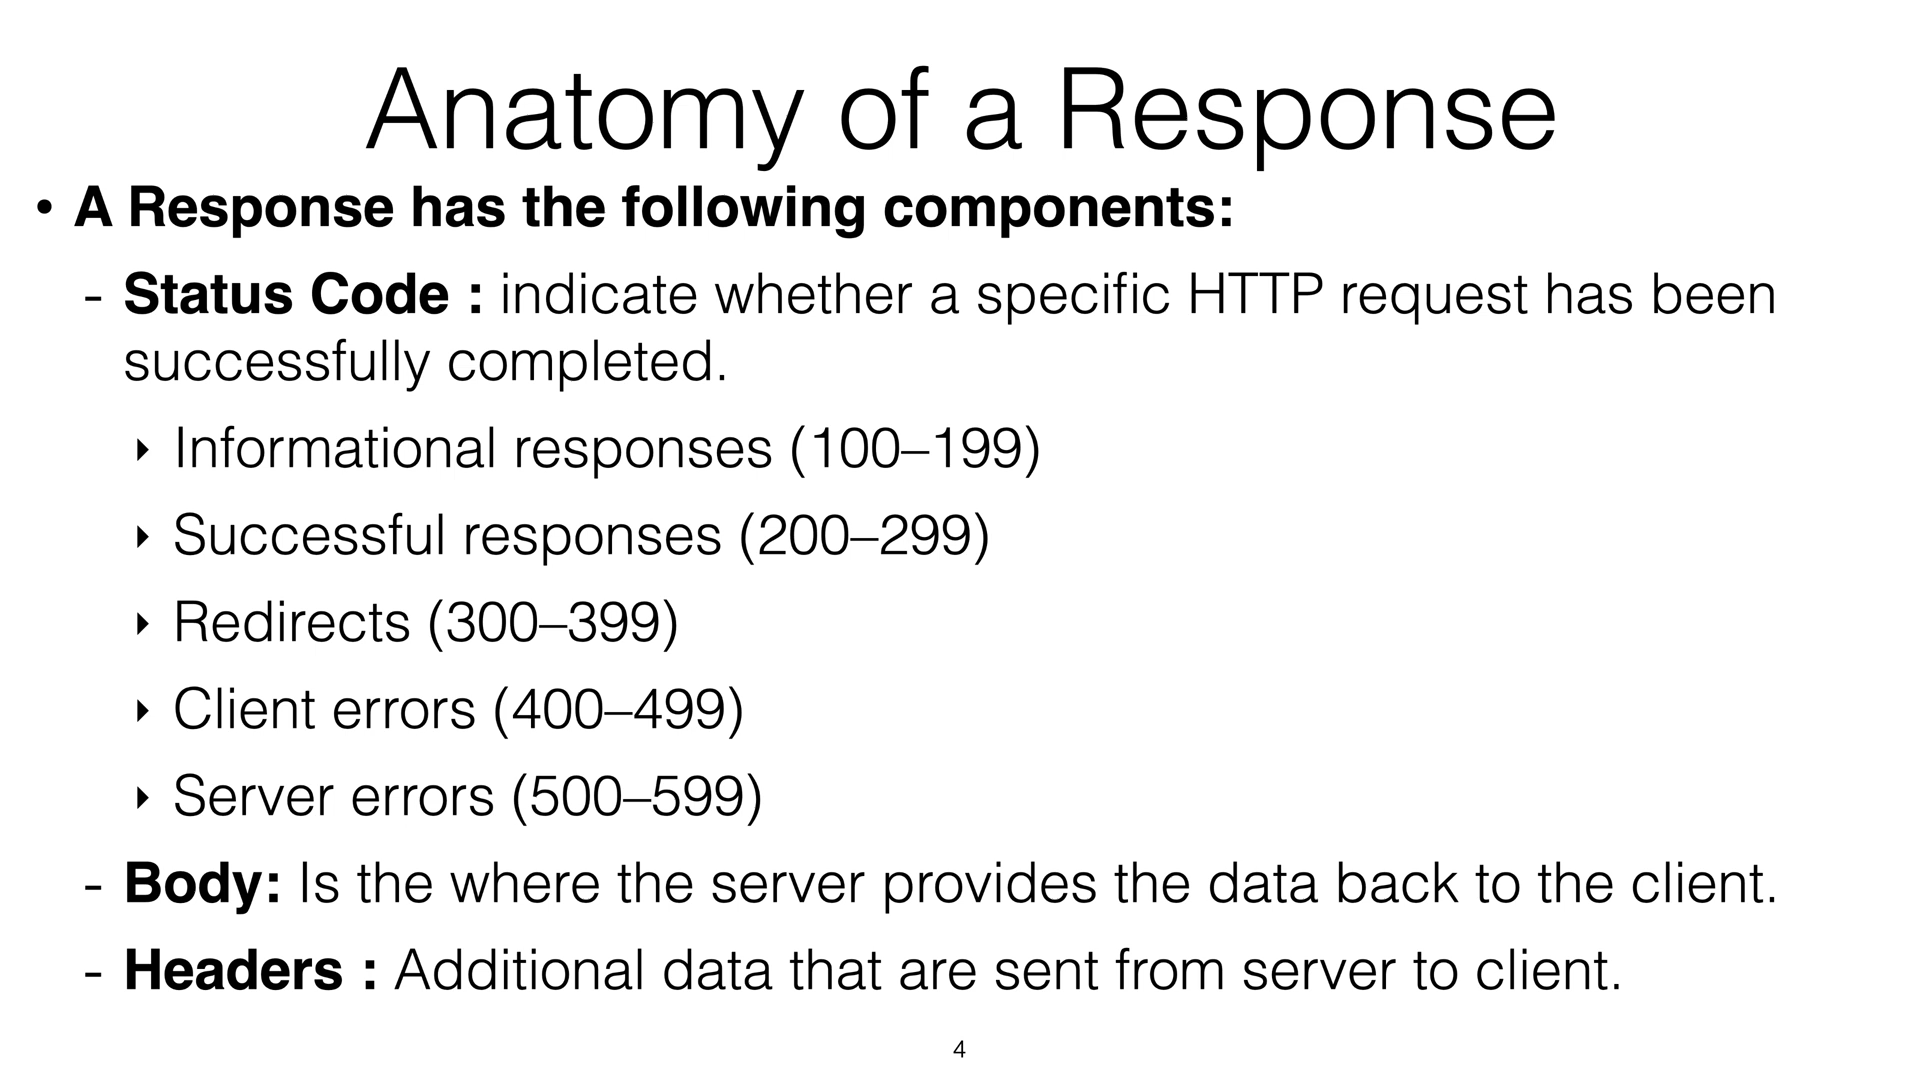 Anatomy of a Response
• A Response has the following components:
- Status Code : indicate whether a specific HTTP request has been
successfully completed.
‣ Informational responses (100–199)
‣ Successful responses (200–299)
‣ Redirects (300–399)
‣ Client errors (400–499)
‣ Server errors (500–599)
- Body: Is the where the server provides the data back to the client.
- Headers : Additional data that are sent from server to client.
4